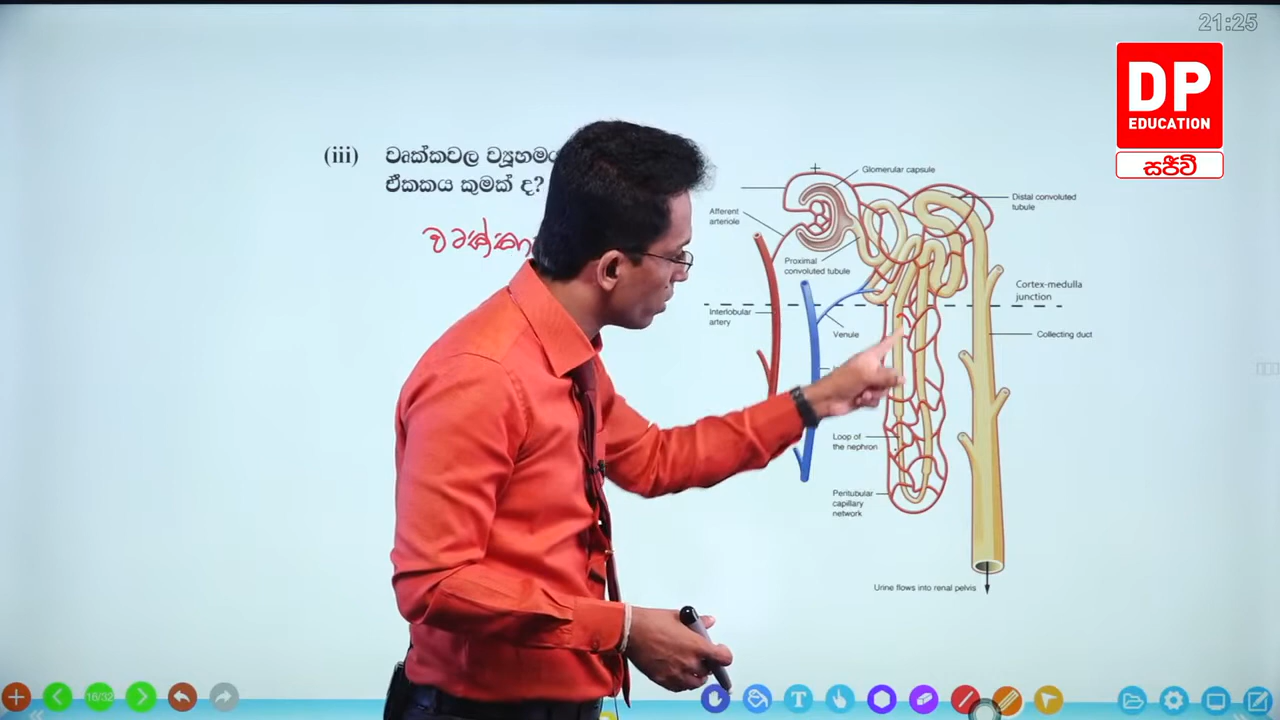 21:25
DP
EDUCATION
සජීවී
(iii) වෘක්කවල
ඒකකය කුමක් ද?
Glomerular capsule
Distal convoluted
tubule
Afferent
arteriole
Proximal
convoluted tubule
Cortex-medulla
junction
Interlobular
artery
Venule
Collecting duct
Loop of
the nephron
Peritubular
capillary
network
Urine flows into renal pelvis
16/32